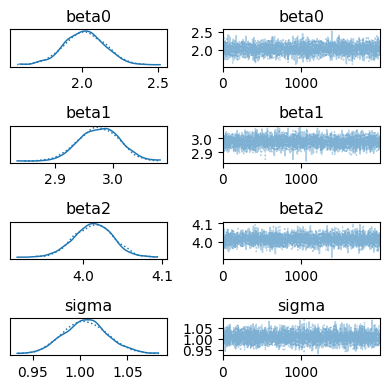 beta0 beta0
2.5
2.0
2.0 2.5 0 1000
beta1 beta1
3.0
2.9
2.9 3.0 0 1000
beta2 beta2
4.1
4.0
4.0 4.1 0 1000
sigma sigma
1.05
1.00
0.95
0.95 1.00 1.05 0 1000